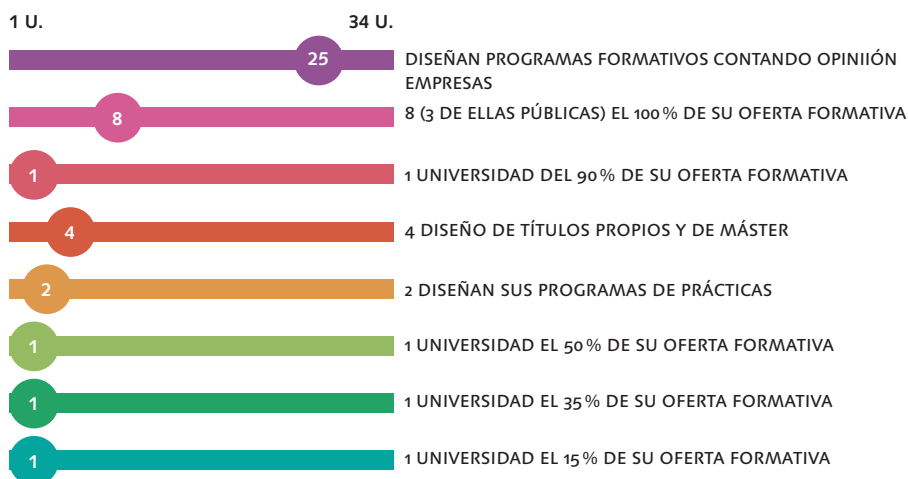 1 U. 34 U.
25 DISEÑAN PROGRAMAS FORMATIVOS CONTANDO OPINIIÓN
EMPRESAS
8 8 (3 DE ELLAS PÚBLICAS) EL 100 % DE SU OFERTA FORMATIVA
1 1 UNIVERSIDAD DEL 90 % DE SU OFERTA FORMATIVA
4 4 DISEÑO DE TÍTULOS PROPIOS Y DE MÁSTER
2 2 DISEÑAN SUS PROGRAMAS DE PRÁCTICAS
1 1 UNIVERSIDAD EL 50 % DE SU OFERTA FORMATIVA
1 1 UNIVERSIDAD EL 35 % DE SU OFERTA FORMATIVA
1 1 UNIVERSIDAD EL 15 % DE SU OFERTA FORMATIVA